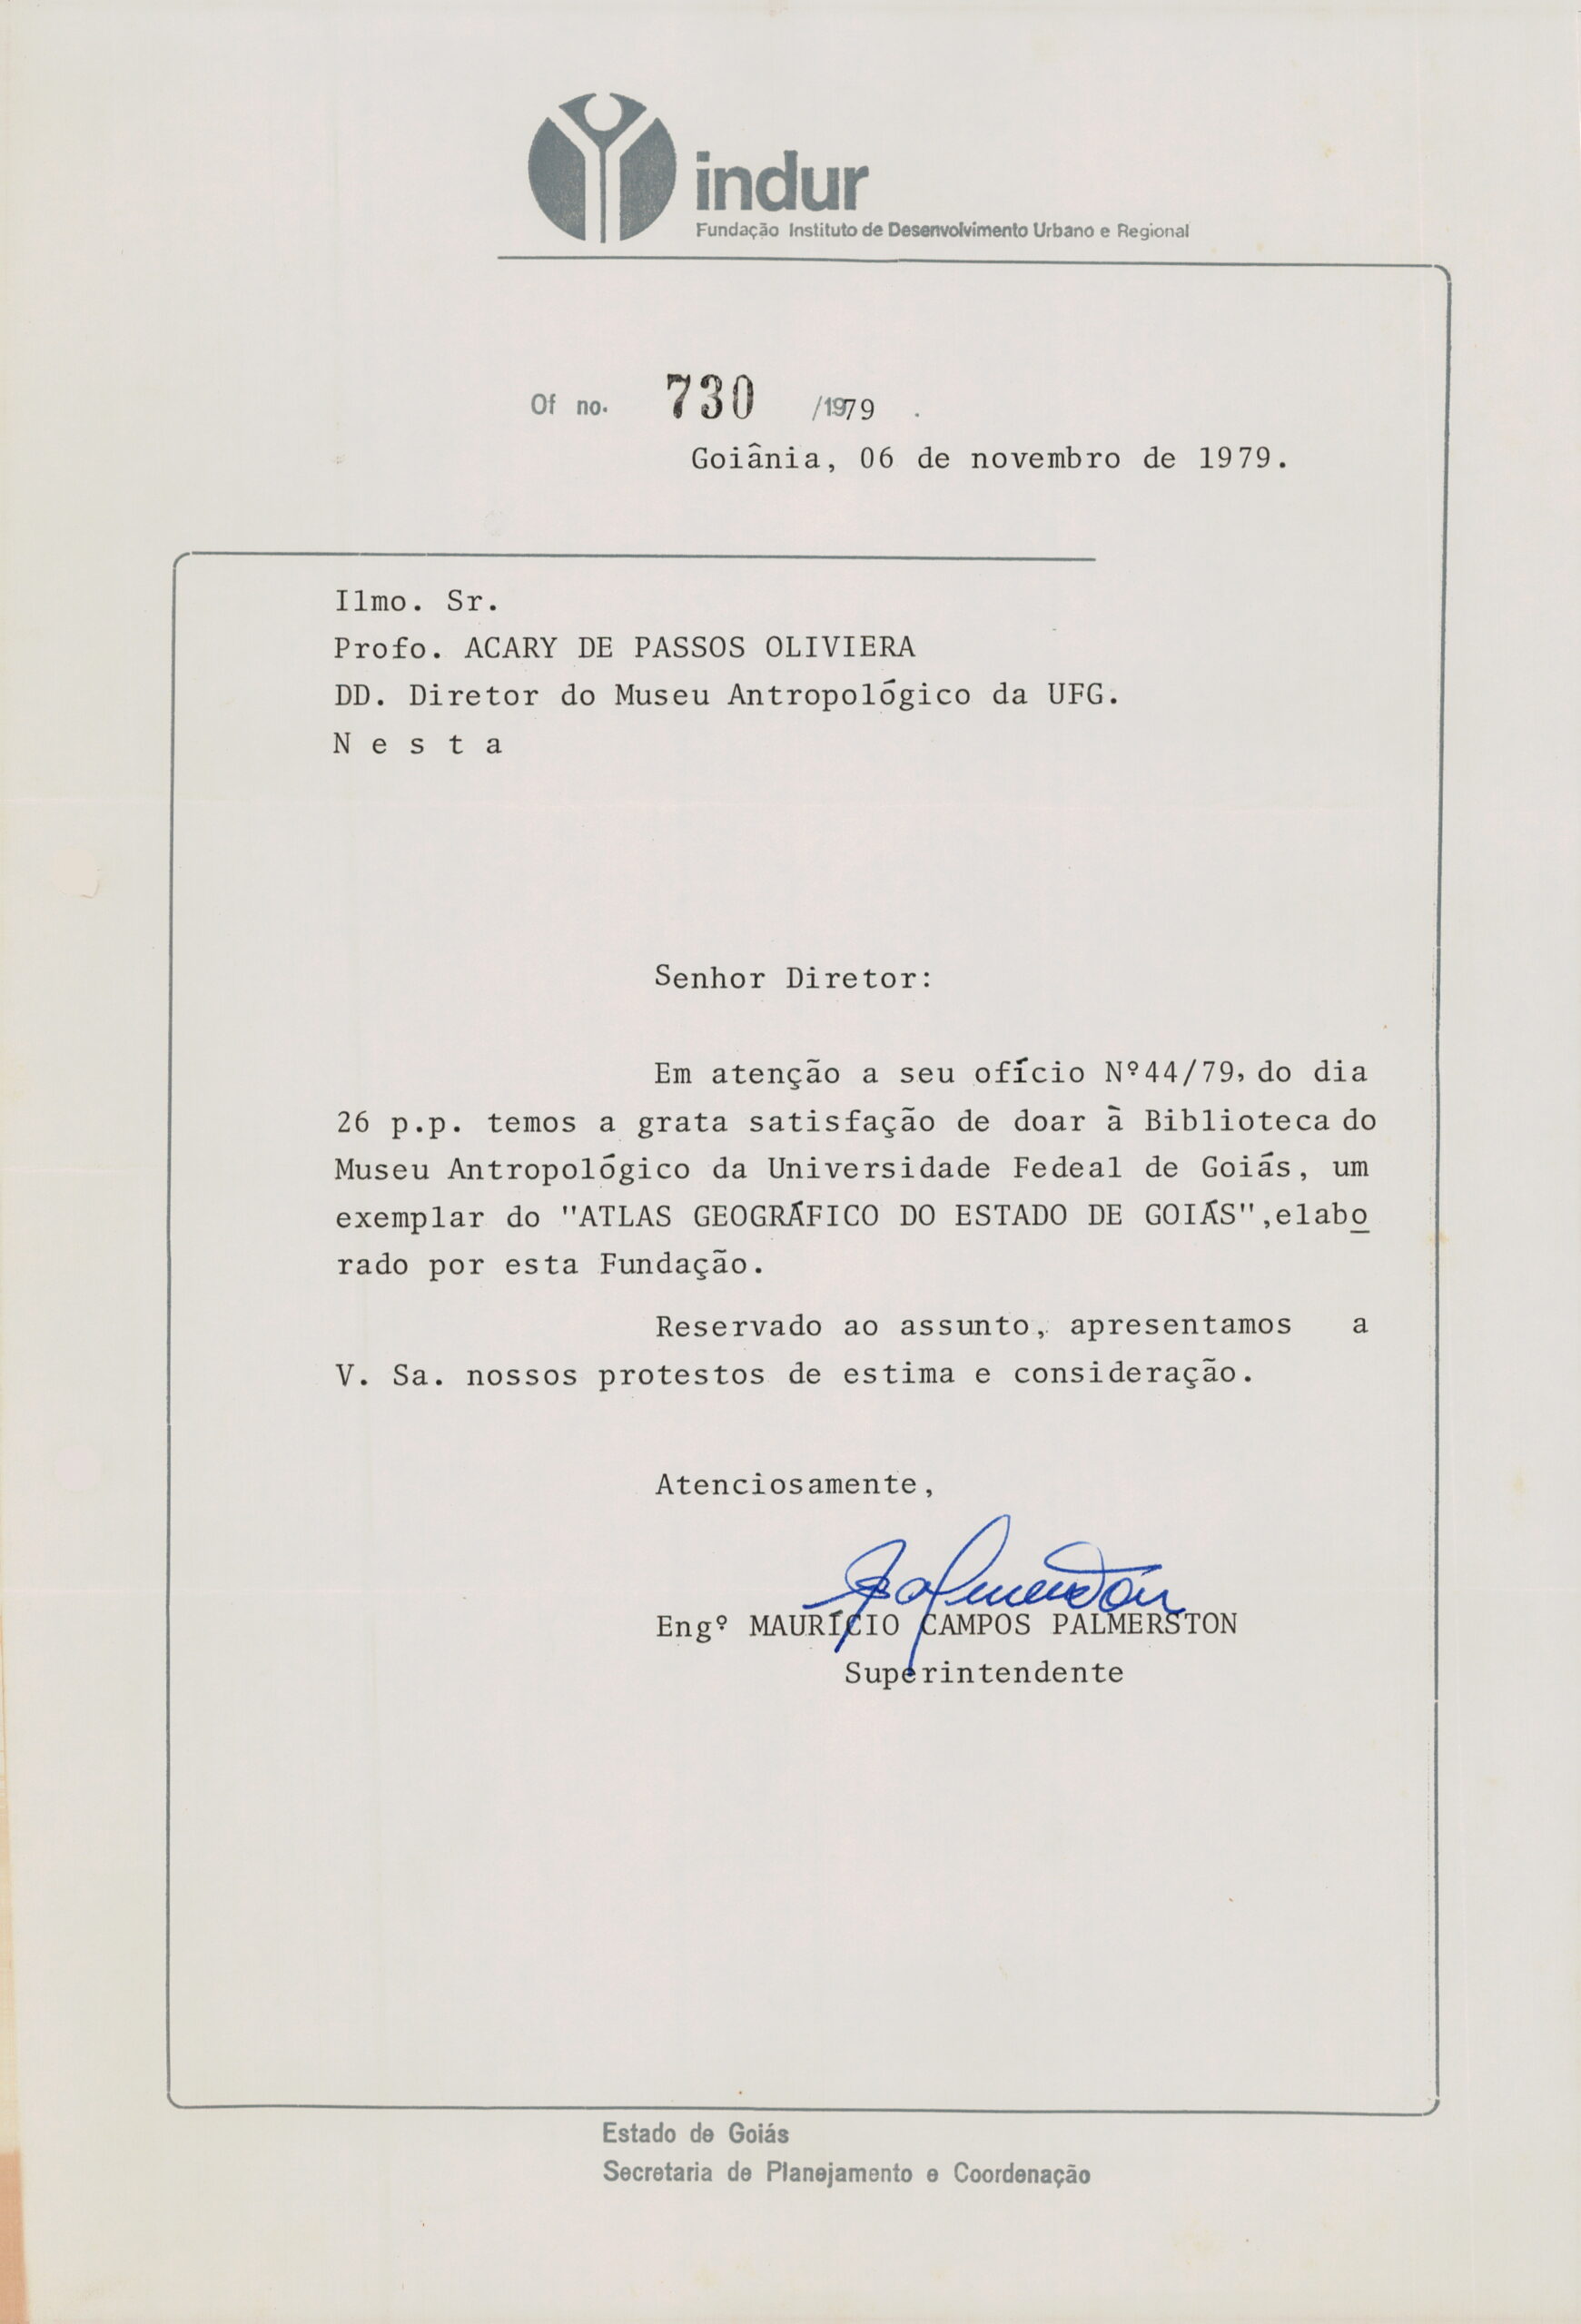 indur
Fundação Instituto de Desenvolvimento Urbano e Regional
Of no. 730 /1979 .
Goiânia, 06 de novembro de 1979.
Ilmo. Sr.
Profo. ACARY DE PASSOS OLIVIERA
DD. Diretor do Museu Antropológico da UFG.
N e s t a
Senhor Diretor:
Em atenção a seu ofício Nº44/79, do dia
26 p.p. temos a grata satisfação de doar à Biblioteca do
Museu Antropológico da Universidade Fedeal de Goiás, um
exemplar do "ATLAS GEOGRÁFICO DO ESTADO DE GOIÁS",elabo
rado por esta Fundação.
Reservado ao assunto, apresentamos a
V. Sa. nossos protestos de estima e consideração.
Atenciosamente,
Engº MAURÍCIO CAMPOS PALMERSTON
Superintendente
Estado de Goiás
Secretaria de Planejamento e Coordenação